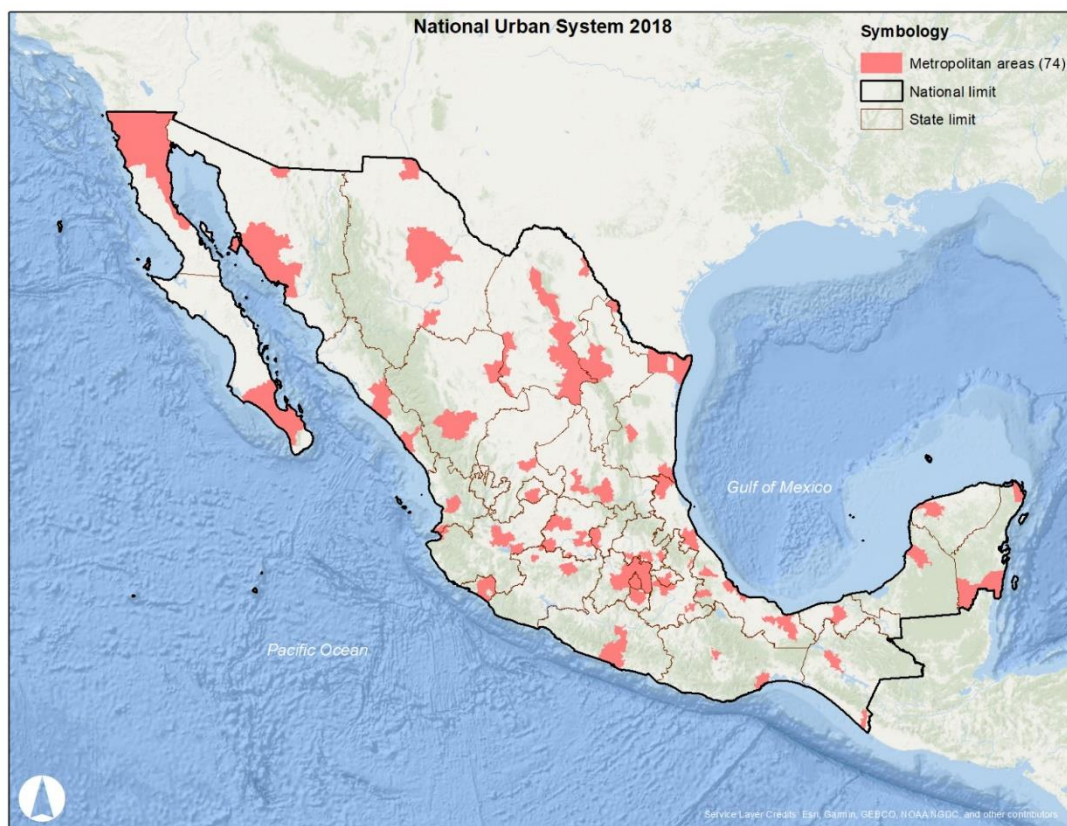 National Urban System 2018
Symbology
Metropolitan areas (74)
National limit
State limit
Gulf of Mexico
Pacific Ocean
Service Layer Credits: Esri, Garmin, GEBCO, NOAA NGDC, and other contributors